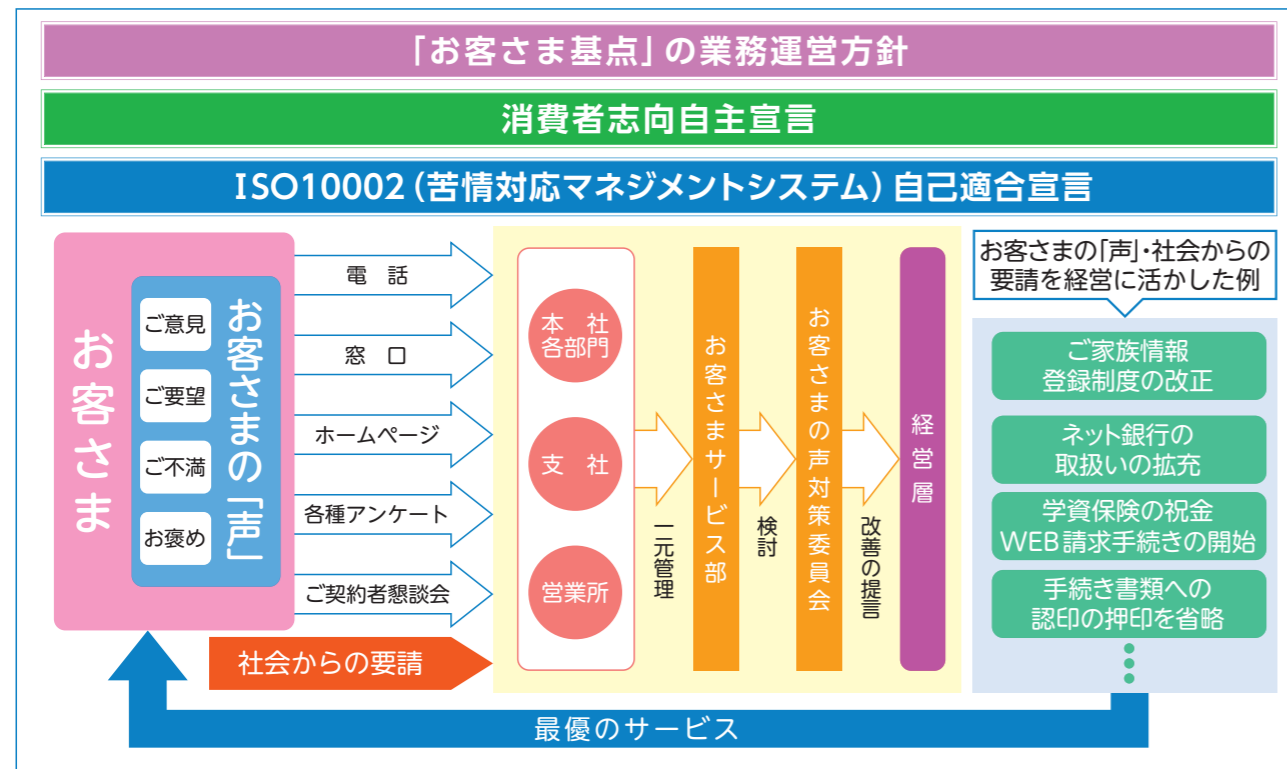 「お客さま基点」の業務運営方針
消費者志向自主宣言
ISO10002(苦情対応マネジメントシステム)自己適合宣言
お客さま
ご意見
ご要望
ご不満
お褒め
お客さまの「声」
電 話
窓 口
ホームページ
各種アンケート
ご契約者懇談会
社会からの要請
本 社
各部門
支 社
営業所
一元管理
お客さまサービス部
検討
お客さまの声対策委員会
改善の提言
経営層
お客さまの「声」・社会からの
要請を経営に活かした例
ご家族情報
登録制度の改正
ネット銀行の
取扱いの拡充
学資保険の祝金
WEB請求手続きの開始
手続き書類への
認印の押印を省略
最優のサービス